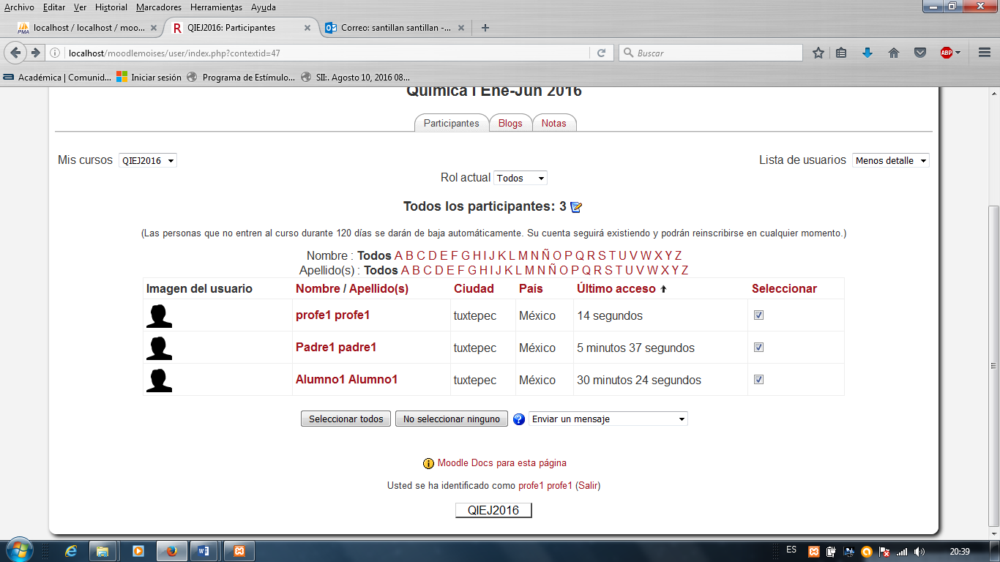 Archivo Editar Ver Historial Marcadores Herramientas Ayuda
localhost / localhost / moo... QIEJ2016: Participantes Correo: santillan santillan -...
localhost/moodlemoises/user/index.php?contextid=47 Buscar ABP
Académica | Comunid... Iniciar sesión Programa de Estímulo... SII:. Agosto 10, 2016 08...
Química I Ene-Jun 2016
Participantes Blogs Notas
Mis cursos QIEJ2016 Lista de usuarios Menos detalle
Rol actual Todos
Todos los participantes: 3
(Las personas que no entren al curso durante 120 días se darán de baja automáticamente. Su cuenta seguirá existiendo y podrán reinscribirse en cualquier momento.)
Nombre : Todos A B C D E F G H I J K L M N Ñ O P Q R S T U V W X Y Z
Apellido(s) : Todos A B C D E F G H I J K L M N Ñ O P Q R S T U V W X Y Z
Imagen del usuario Nombre / Apellido(s) Ciudad País Último acceso Seleccionar
profe1 profe1 tuxtepec México 14 segundos
Padre1 padre1 tuxtepec México 5 minutos 37 segundos
Alumno1 Alumno1 tuxtepec México 30 minutos 24 segundos
Seleccionar todos No seleccionar ninguno ? Enviar un mensaje
Moodle Docs para esta página
Usted se ha identificado como profe1 profe1 (Salir)
QIEJ2016
ES 20:39